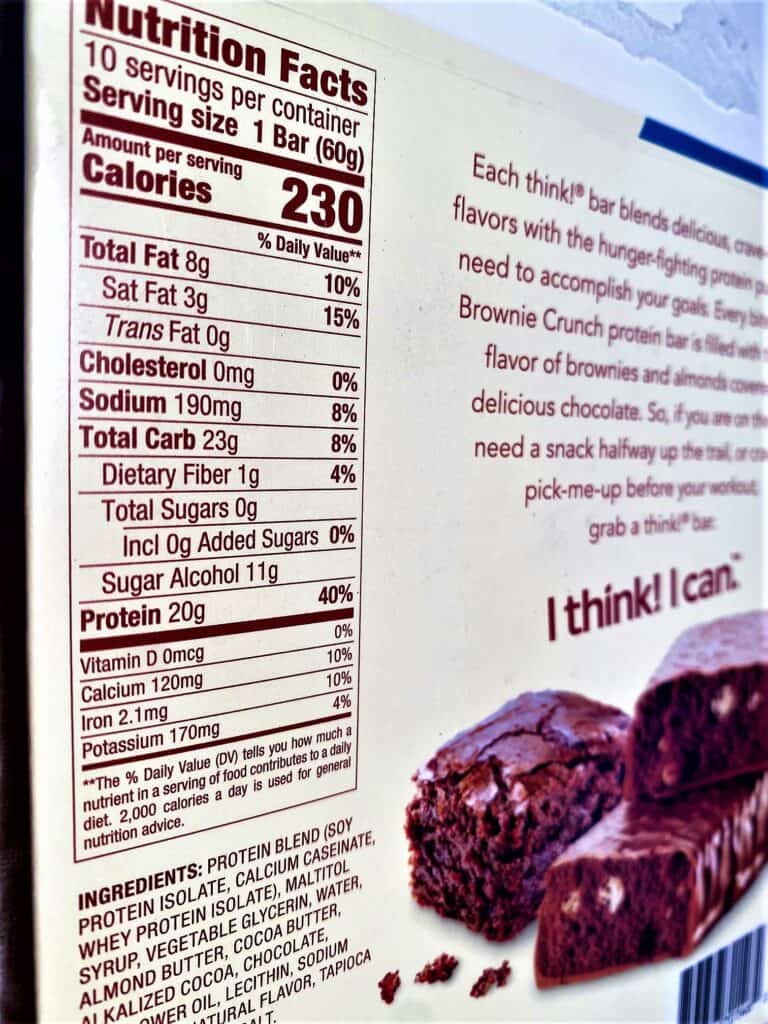 Nutrition Facts
10 servings per container
Serving size 1 Bar (60g)
Amount per serving
Calories 230
% Daily Value**
Total Fat 8g 10%
Sat Fat 3g 15%
Trans Fat 0g
Cholesterol 0mg 0%
Sodium 190mg 8%
Total Carb 23g 8%
Dietary Fiber 1g 4%
Total Sugars 0g
Incl 0g Added Sugars 0%
Sugar Alcohol 11g
Protein 20g 40%
Vitamin D 0mcg 0%
Calcium 120mg 10%
Iron 2.1mg 10%
Potassium 170mg 4%
**The % Daily Value (DV) tells you how much a
nutrient in a serving of food contributes to a daily
diet. 2,000 calories a day is used for general
nutrition advice.
INGREDIENTS: PROTEIN BLEND (SOY
PROTEIN ISOLATE, CALCIUM CASEINATE,
WHEY PROTEIN ISOLATE), MALTITOL
SYRUP, VEGETABLE GLYCERIN, WATER,
ALMOND BUTTER, COCOA BUTTER,
ALKALIZED COCOA, CHOCOLATE,
OWER OIL, LECITHIN, SODIUM
ATURAL FLAVOR, TAPIOCA
ALT.
Each think!® bar blends delicious, crave-
flavors with the hunger-fighting protein
need to accomplish your goals. Every bite
Brownie Crunch protein bar is filled with
flavor of brownies and almonds
delicious chocolate. So, if you are on the
need a snack halfway up the trail, or
pick-me-up before your workout,
grab a think!® bar.
I think! I can.™